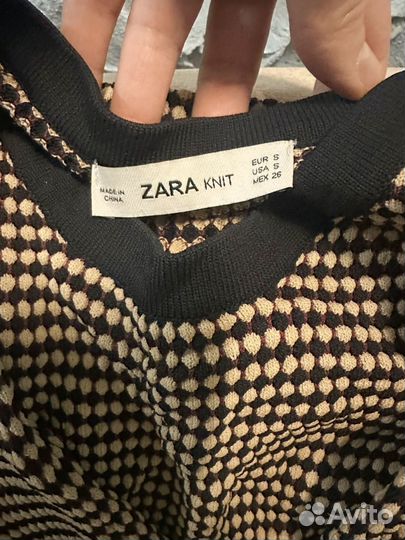 MADE IN
CHINA
ZARA KNIT
EUR S
USA S
MEX 26
Avito